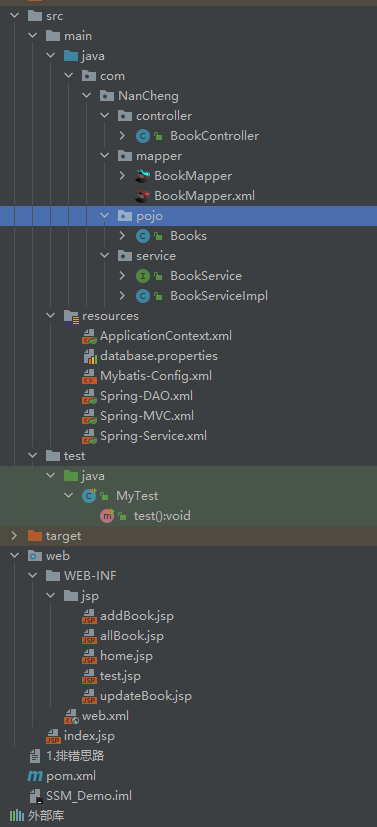 src
main
java
com
NanCheng
controller
BookController
mapper
BookMapper
BookMapper.xml
pojo
Books
service
BookService
BookServiceImpl
resources
ApplicationContext.xml
database.properties
Mybatis-Config.xml
Spring-DAO.xml
Spring-MVC.xml
Spring-Service.xml
test
java
MyTest
test():void
target
web
WEB-INF
jsp
addBook.jsp
allBook.jsp
home.jsp
test.jsp
updateBook.jsp
web.xml
index.jsp
1.排错思路
pom.xml
SSM_Demo.iml
外部库